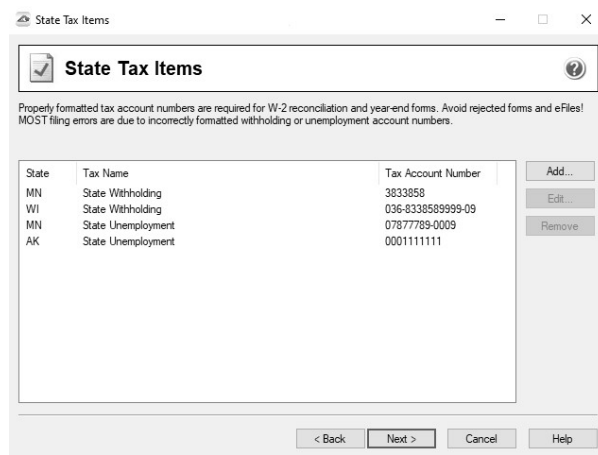 State Tax Items
State Tax Items
Properly formatted tax account numbers are required for W-2 reconciliation and year-end forms. Avoid rejected forms and eFiles!
MOST filing errors are due to incorrectly formatted withholding or unemployment account numbers.
State Tax Name Tax Account Number
MN State Withholding 3833858
WI State Withholding 036-8338589999-09
MN State Unemployment 07877789-0009
AK State Unemployment 0001111111
Add...
Edit...
Remove
< Back Next > Cancel Help